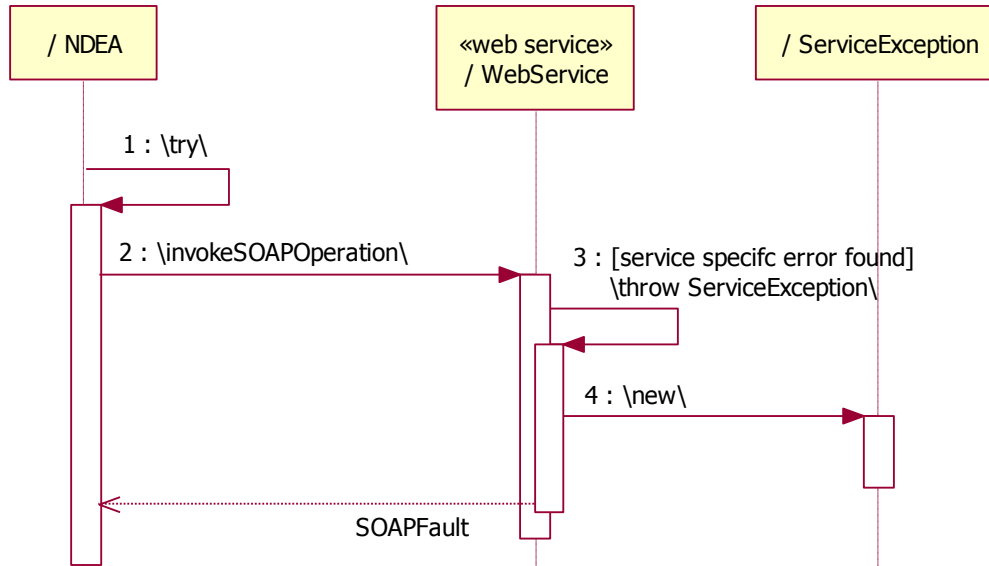 / NDEA
«web service»
/ WebService
/ ServiceException
1 : \try\
2 : \invokeSOAPOperation\
3 : [service specifc error found]
\throw ServiceException\
4 : \new\
SOAPFault